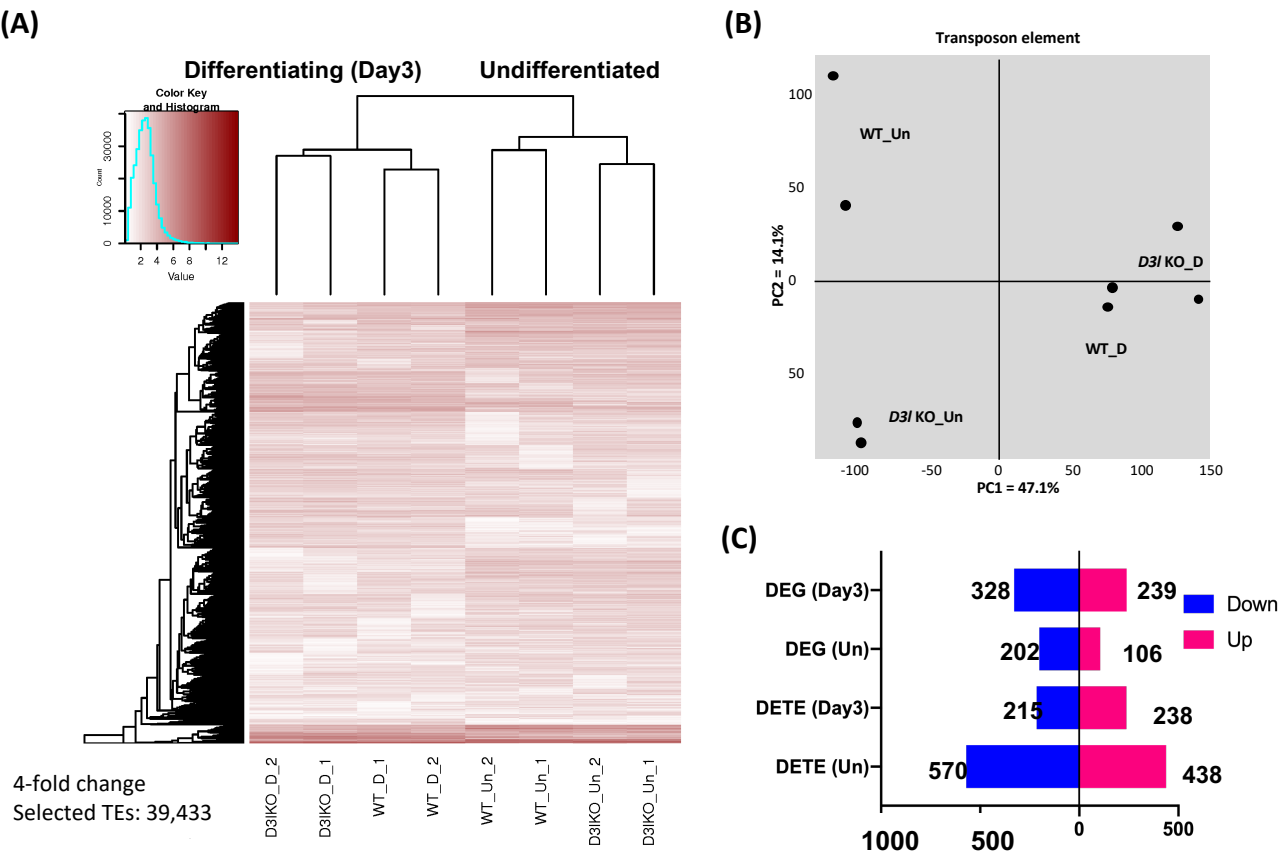 (A)
Differentiating (Day3)
Undifferentiated
Color Key
and Histogram
Count
0
10000
30000
2
4
6
8
12
Value
D3lKO_D_2
D3lKO_D_1
WT_D_1
WT_D_2
WT_Un_2
WT_Un_1
D3lKO_Un_2
D3lKO_Un_1
4-fold change
Selected TEs: 39,433
(B)
Transposon element
100
50
0
50
PC2 = 14.1%
WT_Un
D3l KO_D
WT_D
D3l KO_Un
-100
-50
0
50
100
150
PC1 = 47.1%
(C)
DEG (Day3)
328
239
DEG (Un)
202
106
DETE (Day3)
215
238
DETE (Un)
570
438
Down
Up
1000
500
0
500